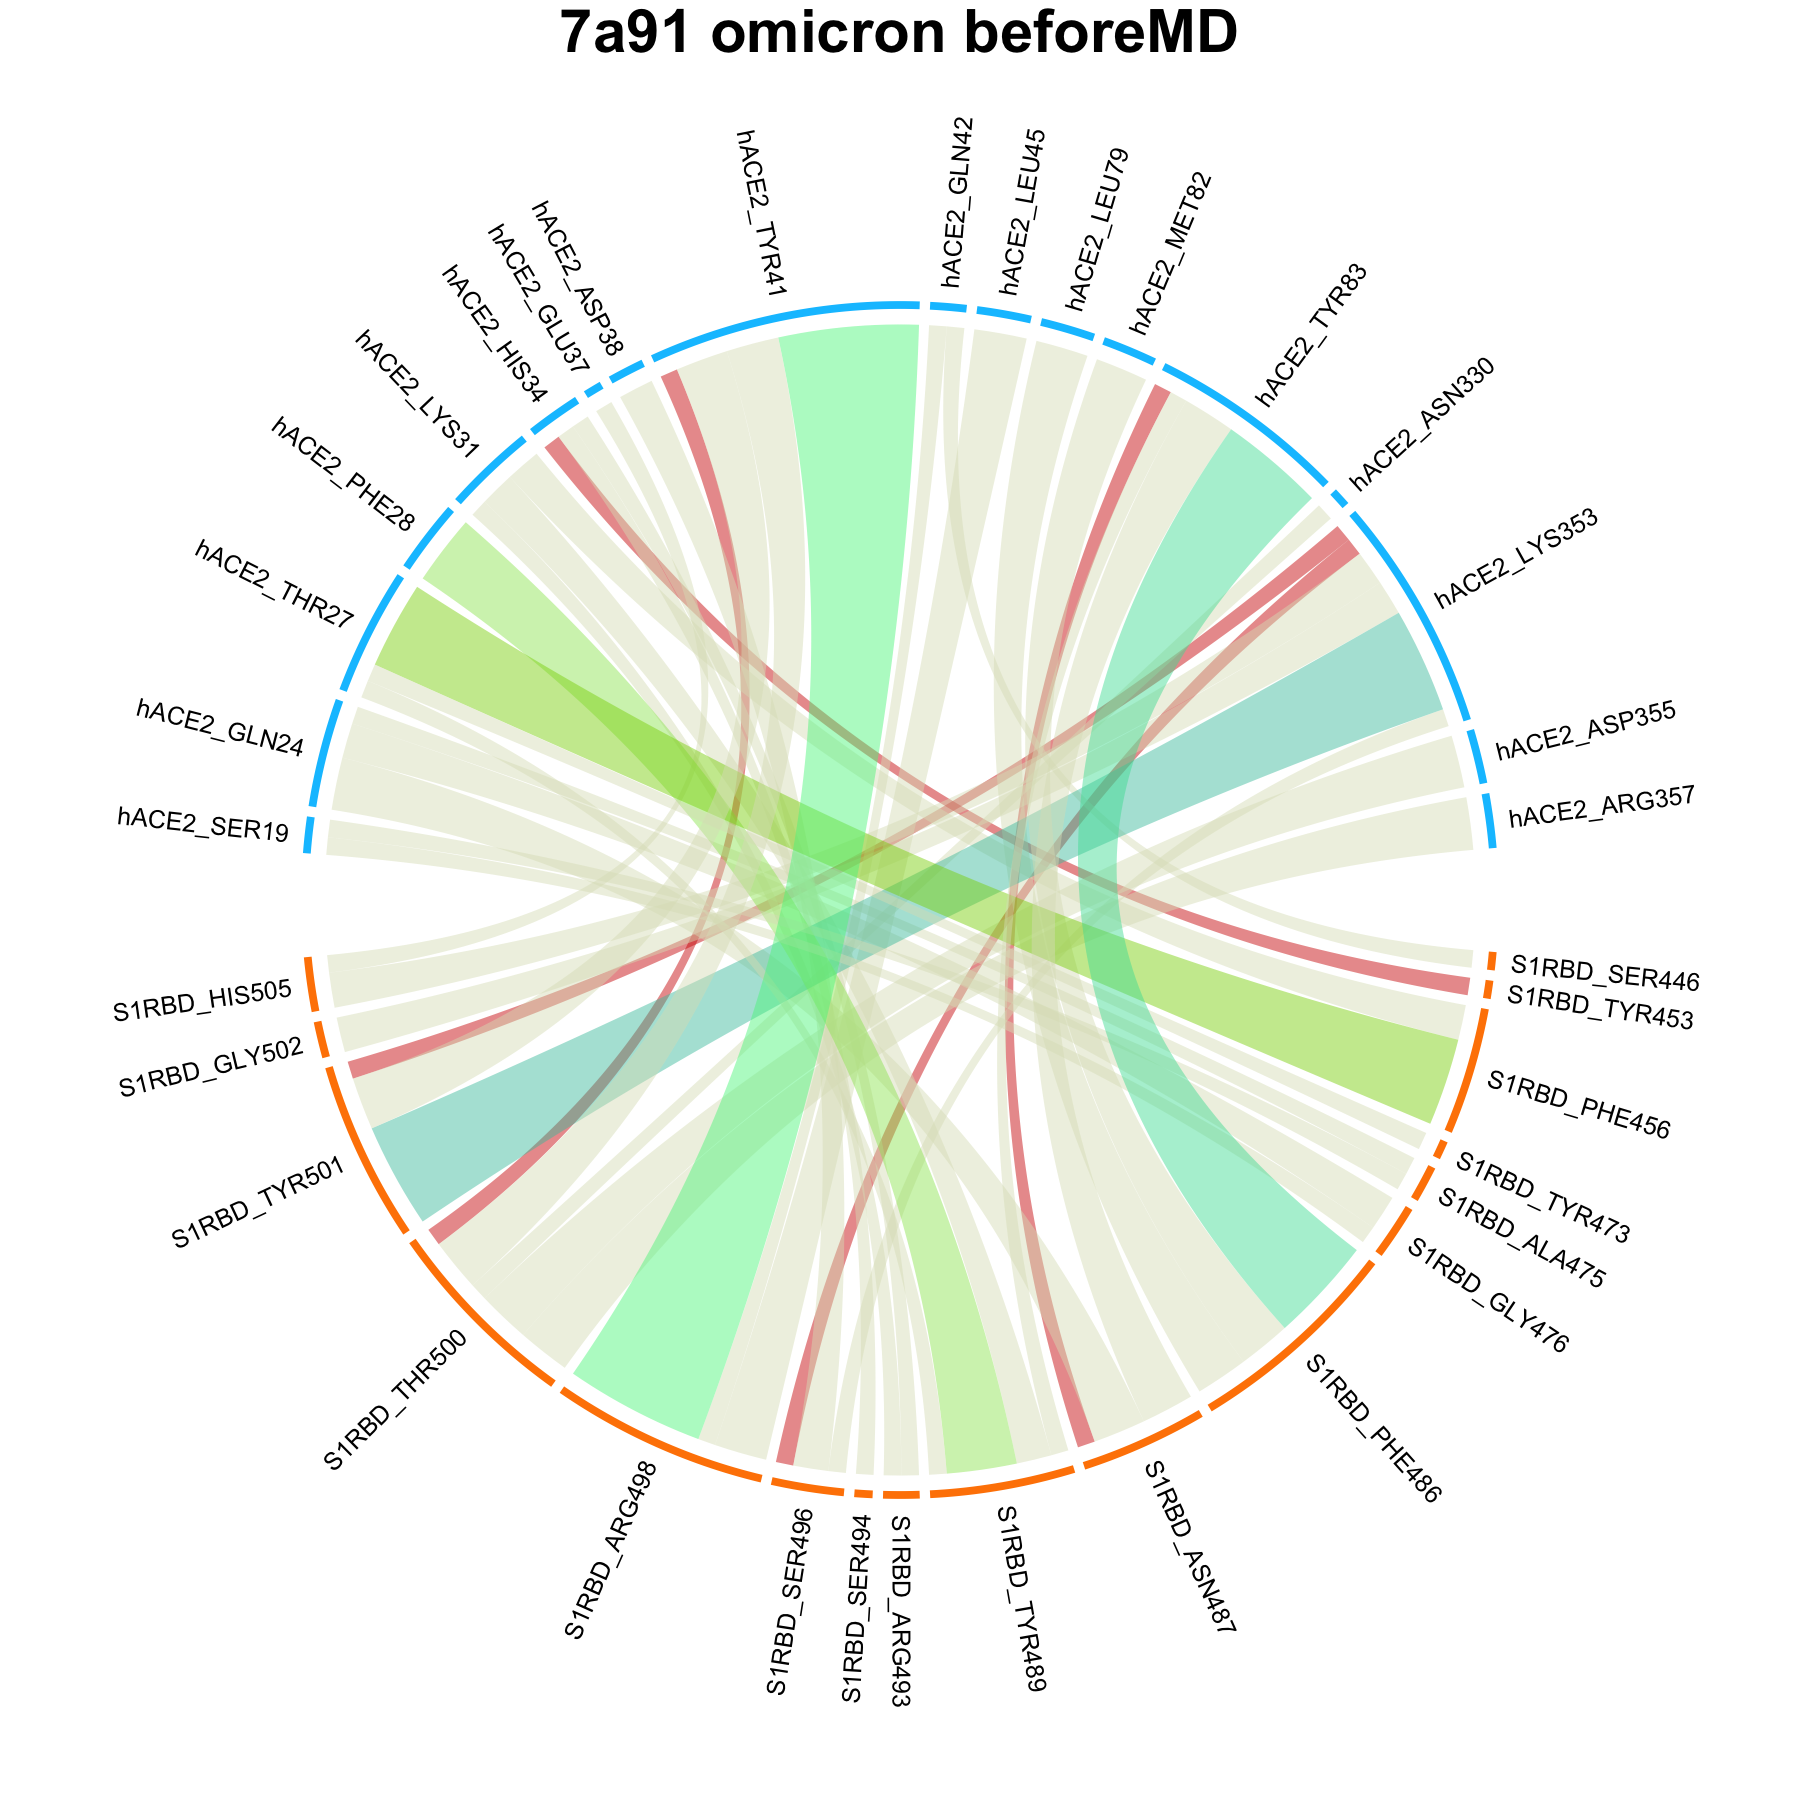 7a91 omicron beforeMD
hACE2_SER19
hACE2_GLN24
hACE2_THR27
hACE2_PHE28
hACE2_LYS31
hACE2_HIS34
hACE2_GLU37
hACE2_ASP38
hACE2_TYR41
hACE2_GLN42
hACE2_LEU45
hACE2_LEU79
hACE2_MET82
hACE2_TYR83
hACE2_ASN330
hACE2_LYS353
hACE2_ASP355
hACE2_ARG357
S1RBD_SER446
S1RBD_TYR453
S1RBD_PHE456
S1RBD_TYR473
S1RBD_ALA475
S1RBD_GLY476
S1RBD_PHE486
S1RBD_ASN487
S1RBD_TYR489
S1RBD_ARG493
S1RBD_SER494
S1RBD_SER496
S1RBD_ARG498
S1RBD_THR500
S1RBD_TYR501
S1RBD_GLY502
S1RBD_HIS505